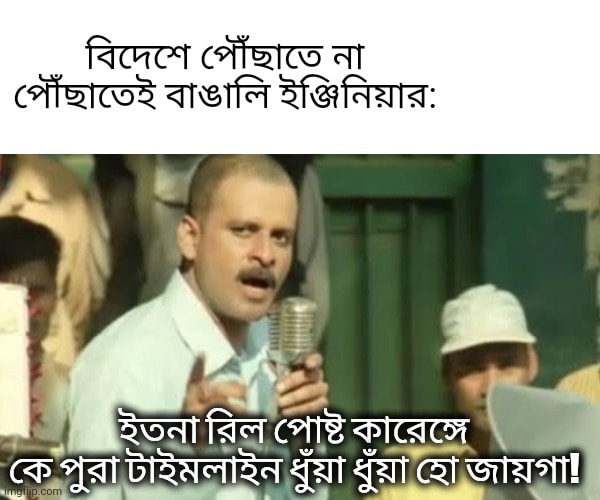 বিদেশে পৌঁছাতে না
পৌঁছাতেই বাঙালি ইঞ্জিনিয়ার:
ইতনা রিল পোষ্ট কারেঙ্গে
কে পুরা টাইমলাইন ধুঁয়া ধুঁয়া হো জায়গা!
imgflip.com